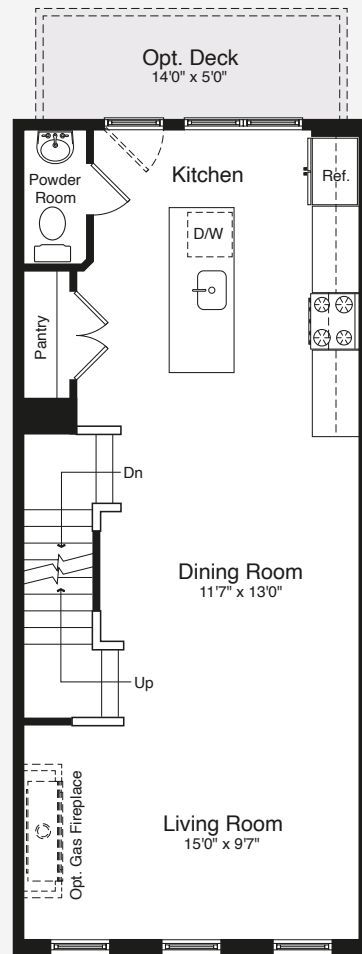 Opt. Deck
14'0" x 5'0"
Powder
Room
Kitchen
Ref.
D/W
Pantry
Dn
Dining Room
11'7" x 13'0"
Up
Opt. Gas Fireplace
Living Room
15'0" x 9'7"